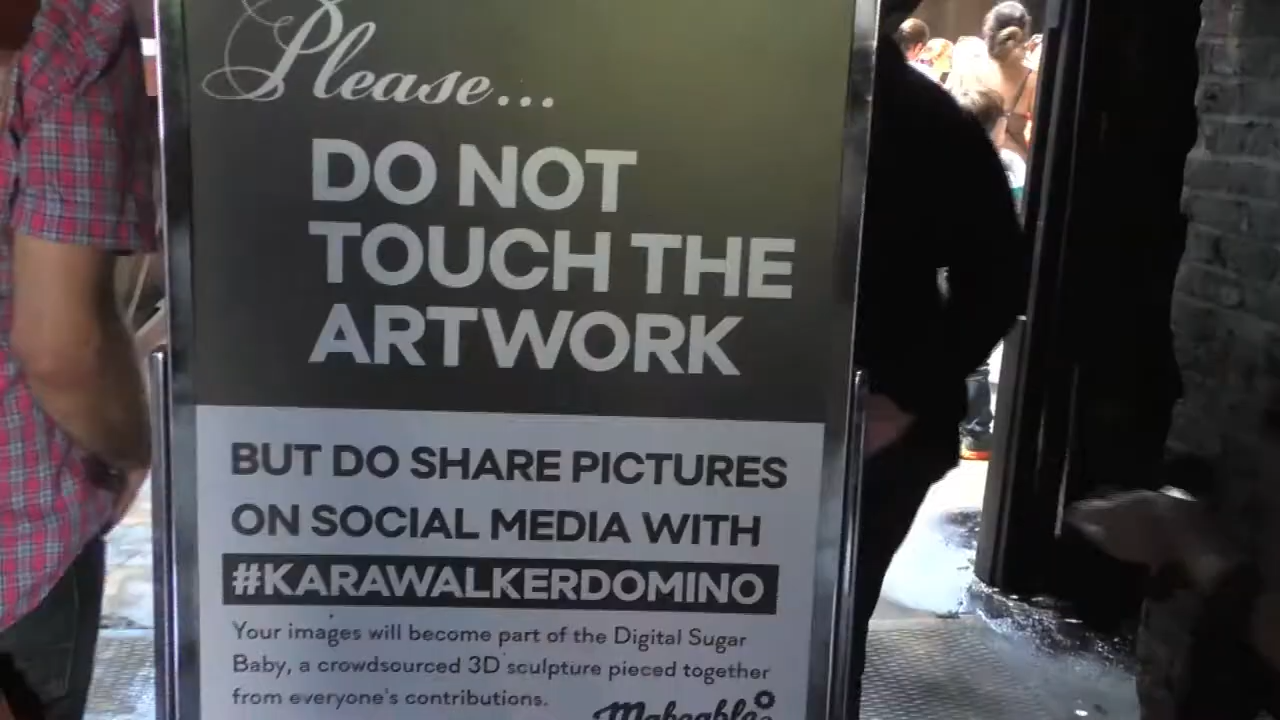 Please...
DO NOT
TOUCH THE
ARTWORK
BUT DO SHARE PICTURES
ON SOCIAL MEDIA WITH
#KARAWALKERDOMINO
Your images will become part of the Digital Sugar
Baby, a crowdsourced 3D sculpture pieced together
from everyone's contributions.
Makeable